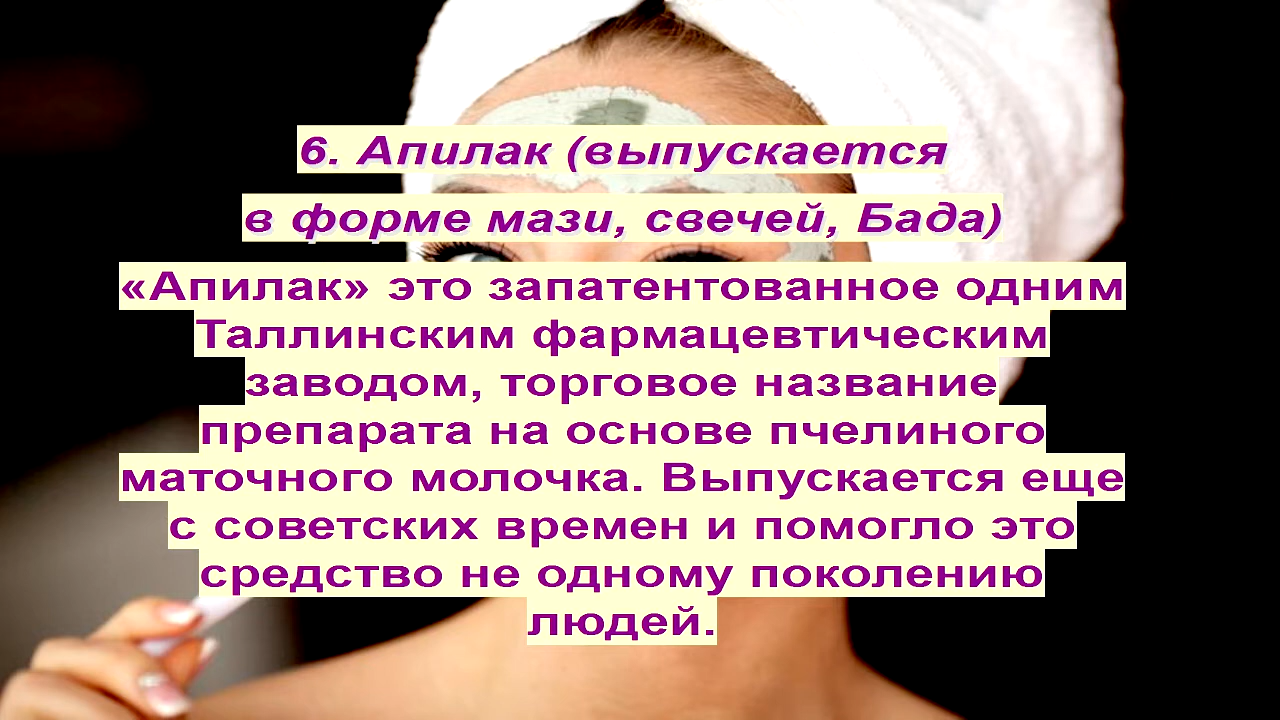 6. Апилак (выпускается
в форме мази, свечей, Бада)
«Апилак» это запатентованное одним
Таллинским фармацевтическим
заводом, торговое название
препарата на основе пчелиного
маточного молочка. Выпускается еще
с советских времен и помогло это
средство не одному поколению
людей.